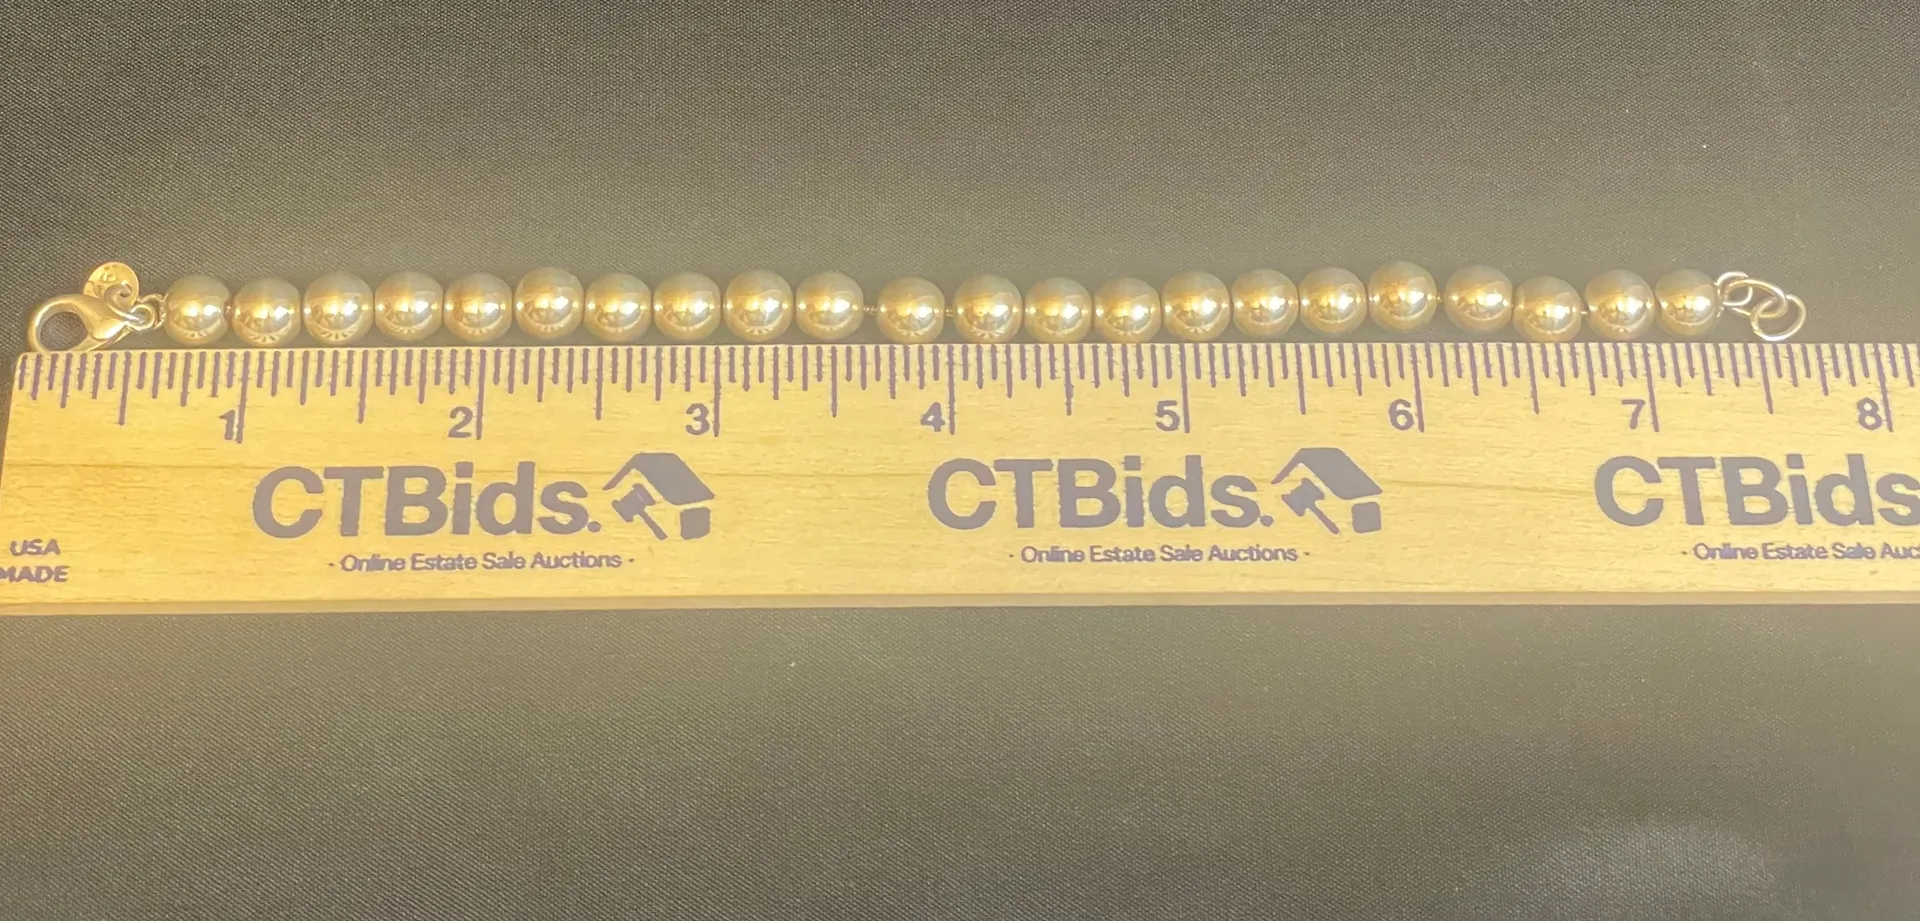 1 2 3 4 5 6 7 8
CTBids. CTBids. CTBids
- Online Estate Sale Auctions - - Online Estate Sale Auctions - - Online Estate Sale Auc
USA
MADE